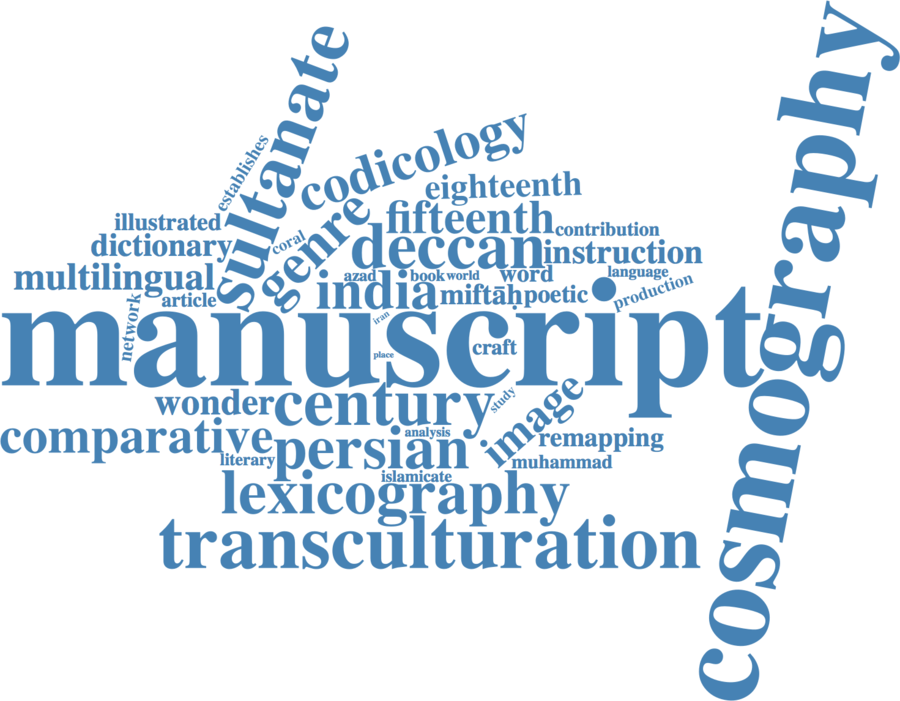 cosmography
sultanate
establishes
codicology
eighteenth
genre
fifteenth
illustrated
contribution
dictionary
coral
deccan
instruction
multilingual
azad
book
world
word
language
article
india
miftāḥ
poetic
production
network
manuscript
iran
place
craft
wonder
century
study
image
comparative
persian
analysis
remapping
literary
muhammad
islamicate
lexicography
transculturation